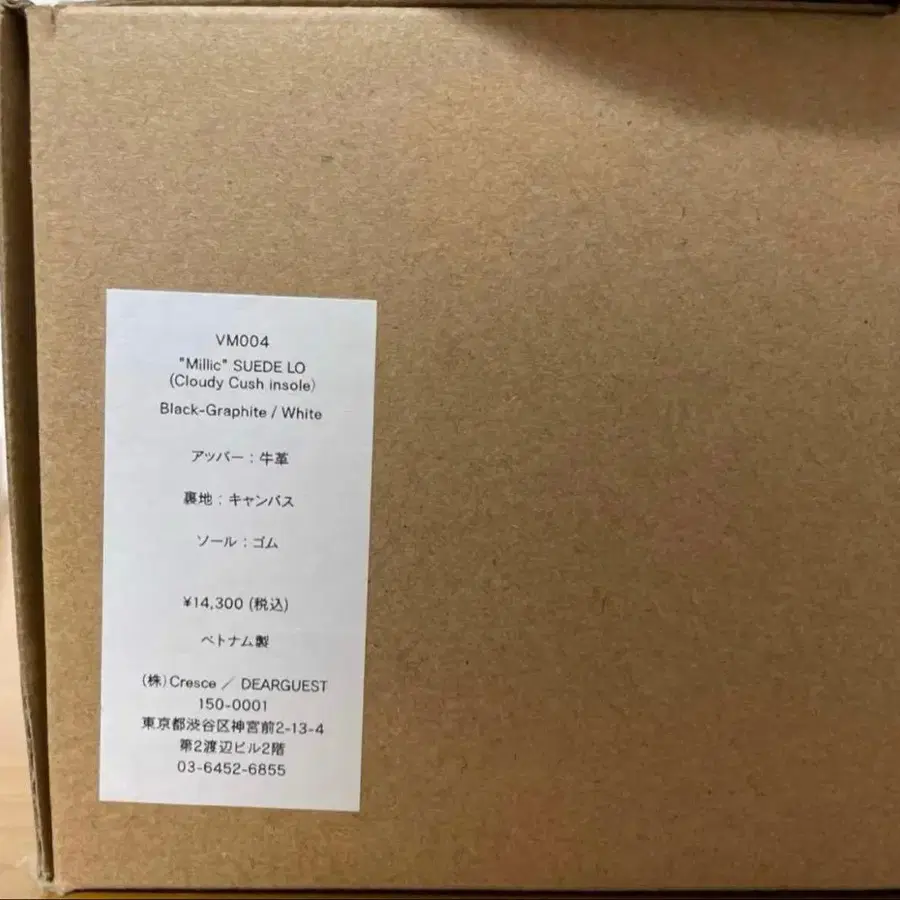 VM004
"Millic" SUEDE LO
(Cloudy Cush insole)
Black-Graphite / White
アッパー : 牛革
裏地 : キャンバス
ソール : ゴム
¥14,300 (税込)
ベトナム製
(株)Cresce / DEARGUEST
150-0001
東京都渋谷区神宮前2-13-4
第2渡辺ビル2階
03-6452-6855